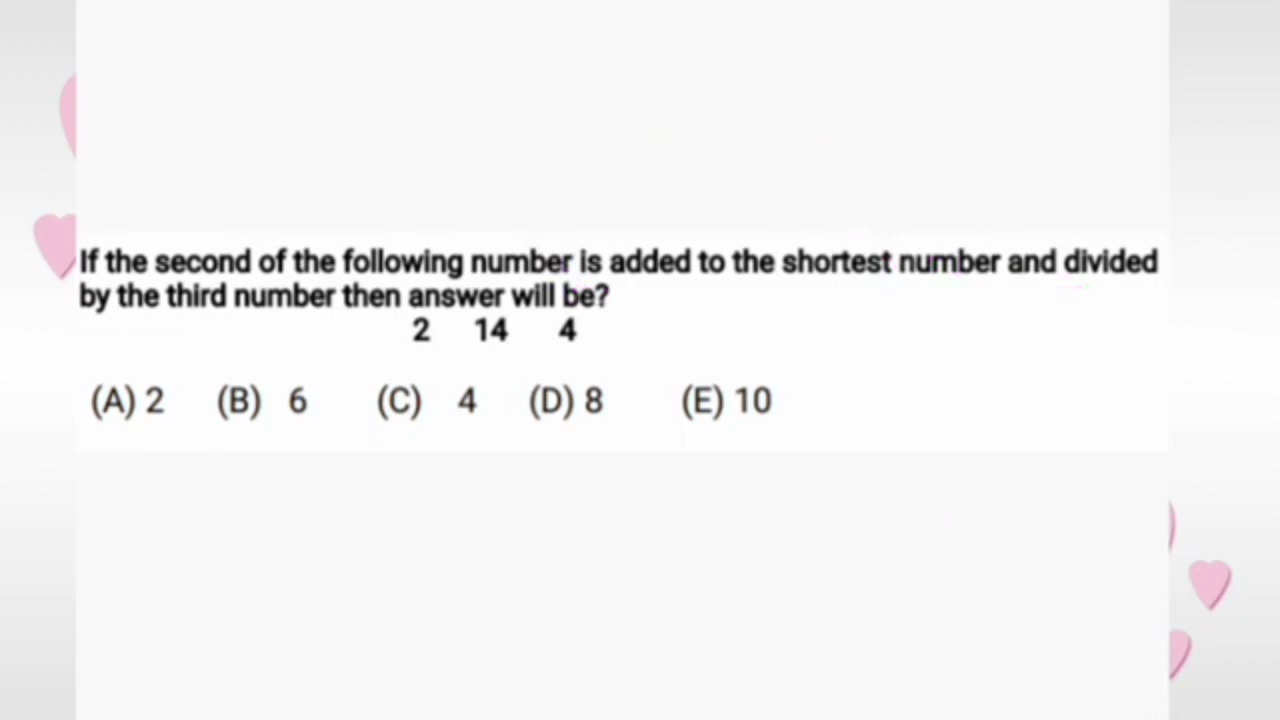 If the second of the following number is added to the shortest number and divided
by the third number then answer will be?
2 14 4
(A) 2 (B) 6 (C) 4 (D) 8 (E) 10